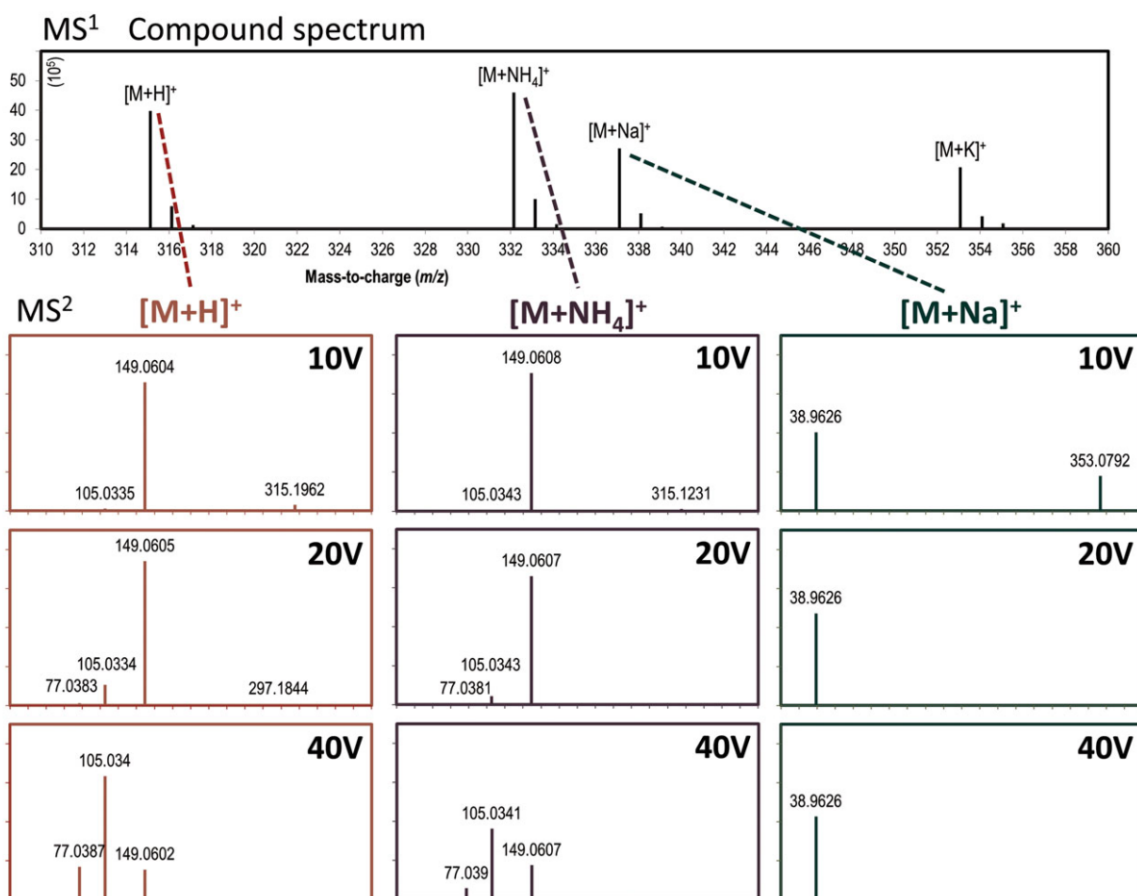 MS¹ Compound spectrum
(10⁵)
50
40
30
20
10
0
[M+H]⁺
[M+NH₄]⁺
[M+Na]⁺
[M+K]⁺
310 312 314 316 318 320 322 324 326 328 330 332 334 336 338 340 342 344 346 348 350 352 354 356 358 360
Mass-to-charge (m/z)
MS² [M+H]⁺ [M+NH₄]⁺ [M+Na]⁺
10V
149.0604
105.0335
315.1962
10V
149.0608
105.0343
315.1231
10V
38.9626
353.0792
20V
149.0605
105.0334
77.0383
297.1844
20V
149.0607
105.0343
77.0381
20V
38.9626
40V
105.034
77.0387
149.0602
40V
105.0341
149.0607
77.039
40V
38.9626